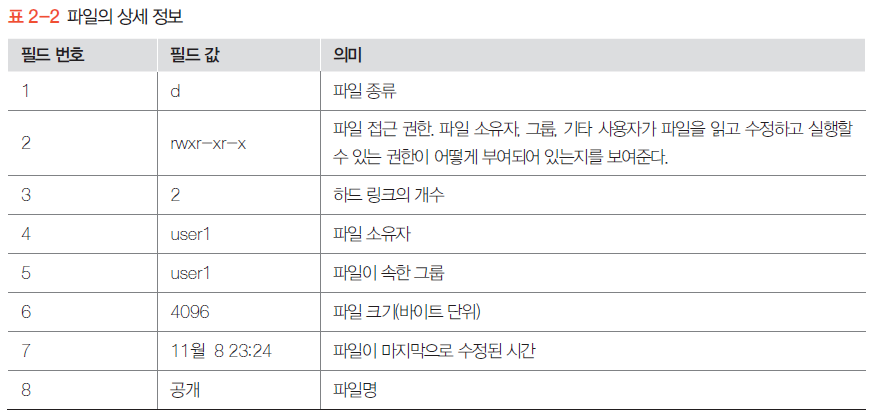 표 2-2 파일의 상세 정보
필드 번호 필드 값 의미
1 d 파일 종류
2 rwxr-xr-x 파일 접근 권한. 파일 소유자, 그룹, 기타 사용자가 파일을 읽고 수정하고 실행할
수 있는 권한이 어떻게 부여되어 있는지를 보여준다.
3 2 하드 링크의 개수
4 user1 파일 소유자
5 user1 파일이 속한 그룹
6 4096 파일 크기(바이트 단위)
7 11월 8 23:24 파일이 마지막으로 수정된 시간
8 공개 파일명